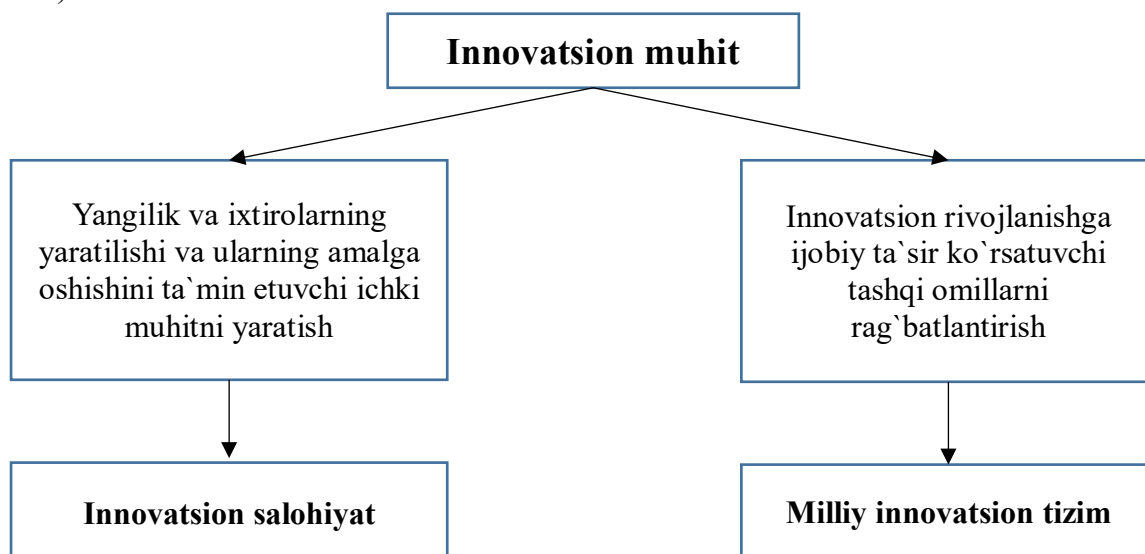 Innovatsion muhit
Yangilik va ixtirolarning
yaratilishi va ularning amalga
oshishini ta`min etuvchi ichki
muhitni yaratish
Innovatsion rivojlanishga
ijobiy ta`sir ko`rsatuvchi
tashqi omillarni
rag`batlantirish
Innovatsion salohiyat
Milliy innovatsion tizim